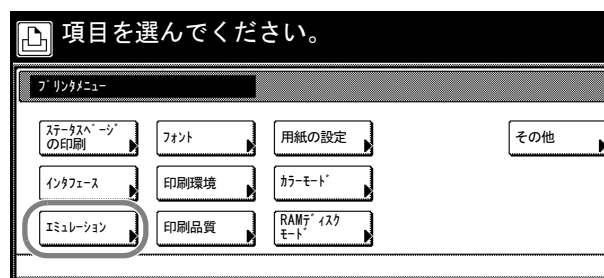 項目を選んでください。
プリンタメニュー
ステータスページ
の印刷
フォント
用紙の設定
その他
インタフェース
印刷環境
カラーモード
エミュレーション
印刷品質
RAMディスク
モード